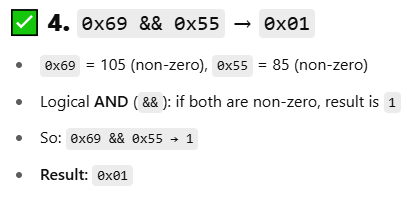 ✅ 4. 0x69 && 0x55 → 0x01
• 0x69 = 105 (non-zero), 0x55 = 85 (non-zero)
• Logical AND (&&): if both are non-zero, result is 1
• So: 0x69 && 0x55 → 1
• Result: 0x01